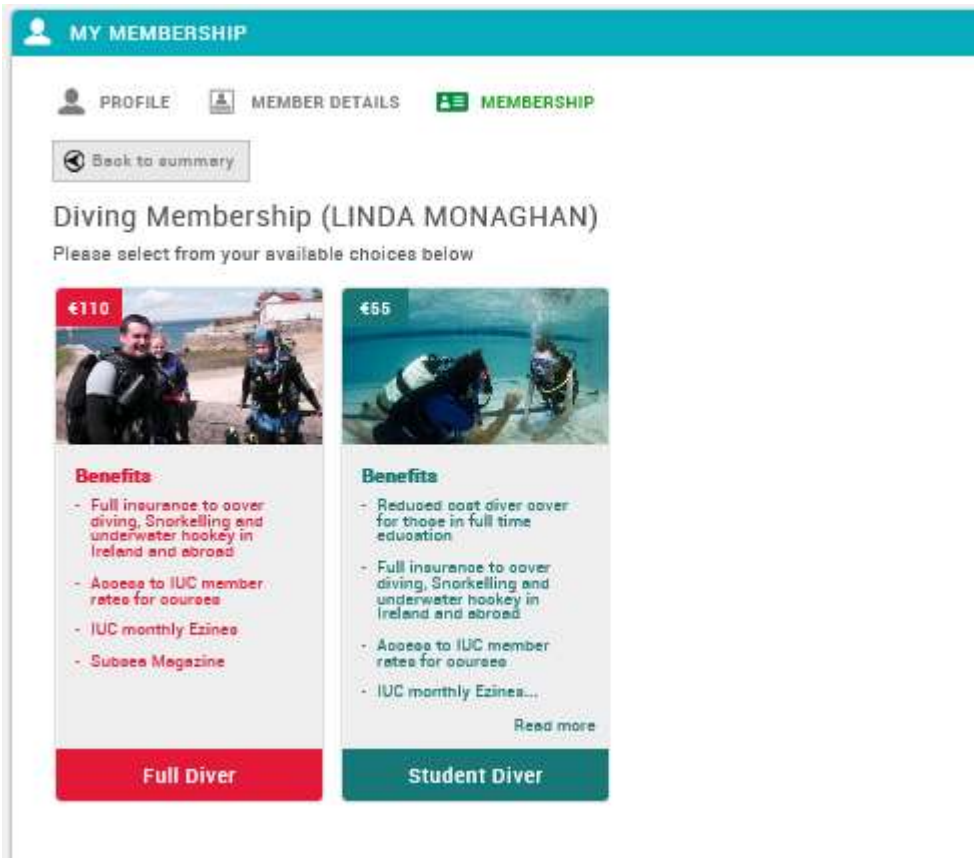 MY MEMBERSHIP
PROFILE MEMBER DETAILS MEMBERSHIP
Back to summary
Diving Membership (LINDA MONAGHAN)
Please select from your available choices below
€110
Benefits
- Full insurance to cover
diving, Snorkelling and
underwater hockey in
Ireland and abroad
- Access to IUC member
rates for courses
- IUC monthly Ezines
- Subsea Magazine
Full Diver
€55
Benefits
- Reduced cost diver cover
for those in full time
education
- Full insurance to cover
diving, Snorkelling and
underwater hockey in
Ireland and abroad
- Access to IUC member
rates for courses
- IUC monthly Ezines...
Read more
Student Diver